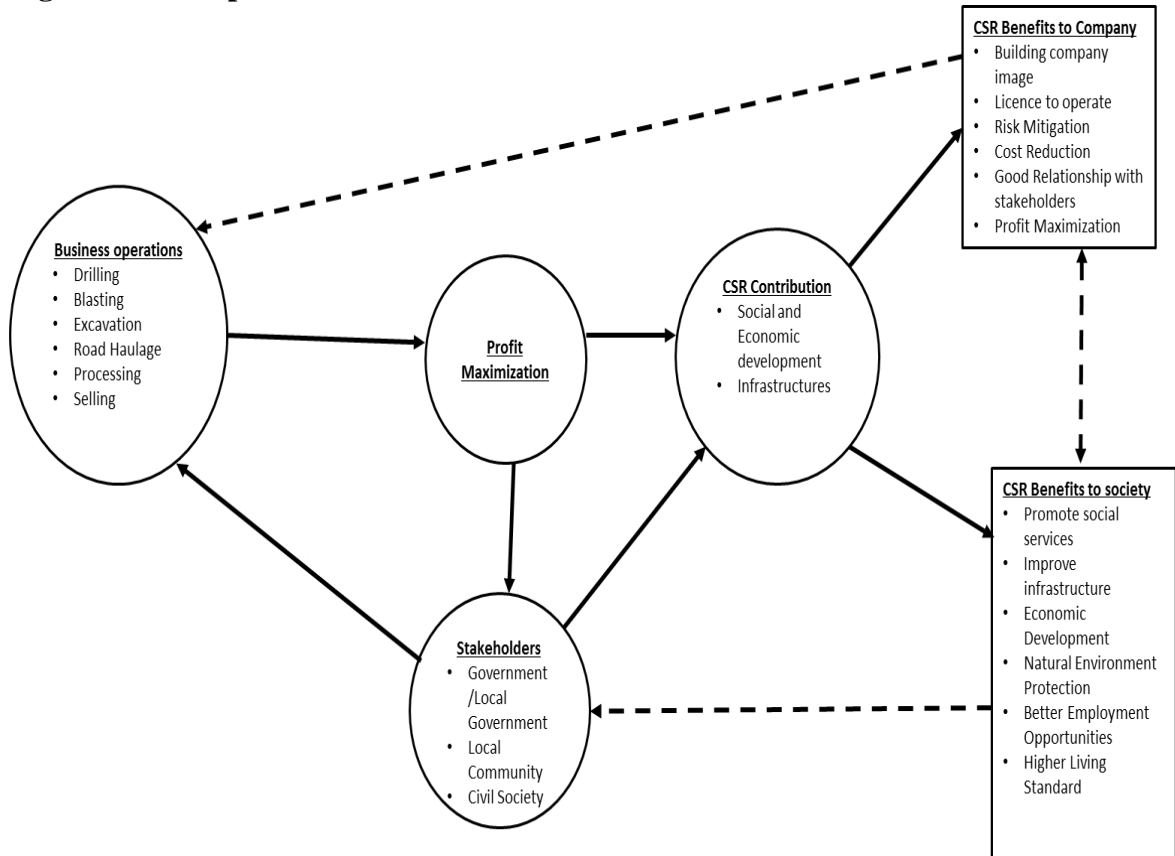 CSR Benefits to Company
• Building company
image
• Licence to operate
• Risk Mitigation
• Cost Reduction
• Good Relationship with
stakeholders
• Profit Maximization
Business operations
• Drilling
• Blasting
• Excavation
• Road Haulage
• Processing
• Selling
Profit
Maximization
CSR Contribution
• Social and
Economic
development
• Infrastructures
Stakeholders
• Government
/Local
Government
• Local
Community
• Civil Society
CSR Benefits to society
• Promote social
services
• Improve
infrastructure
• Economic
Development
• Natural Environment
Protection
• Better Employment
Opportunities
• Higher Living
Standard